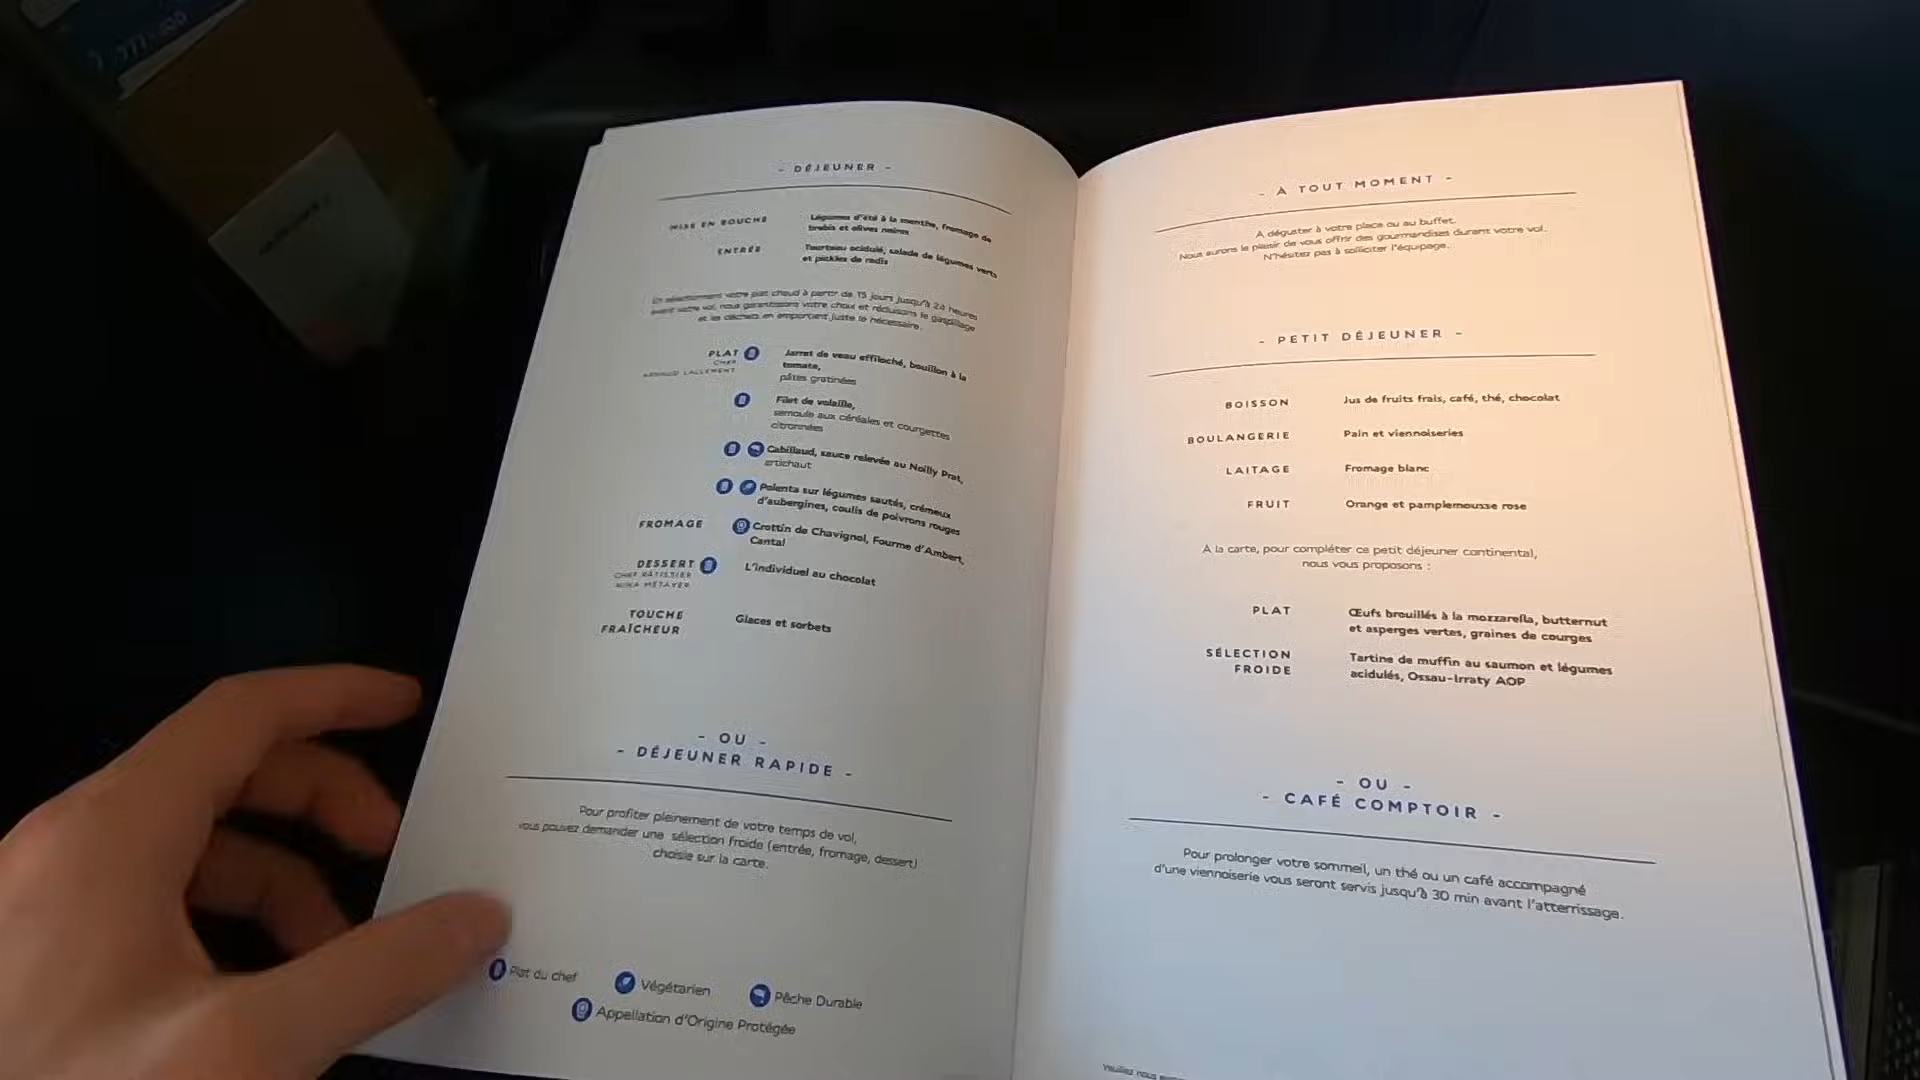 - DÉJEUNER -
MISE EN BOUCHE
Légumes d'été à la menthe, fromage de
brebis et olives noires
ENTRÉE
Tourteau acidulé, salade de légumes verts
et pickles de radis
En sélectionnant votre plat chaud à partir de 15 jours jusqu'à 24 heures
avant votre vol, nous garantissons votre choix et réduisons le gaspillage
et les déchets en emportant juste le nécessaire.
PLAT
CHEF
ARNAUD LALLEMENT
Jarret de veau effiloché, bouillon à la
tomate,
pâtes gratinées
Filet de volaille,
semoule aux céréales et courgettes
citronnées
Cabillaud, sauce relevée au Noilly Prat,
artichaut
Polenta sur légumes sautés, crémeux
d'aubergines, coulis de poivrons rouges
FROMAGE
Crottin de Chavignol, Fourme d'Ambert,
Cantal
DESSERT
CHEF PÂTISSIER
NINA MÉTAYER
L'individuel au chocolat
TOUCHE
FRAÎCHEUR
Glaces et sorbets
- OU -
- DÉJEUNER RAPIDE -
Pour profiter pleinement de votre temps de vol,
vous pouvez demander une sélection froide (entrée, fromage, dessert)
choisie sur la carte.
Plat du chef
Végétarien
Pêche Durable
Appellation d'Origine Protégée
- À TOUT MOMENT -
A déguster à votre place ou au buffet.
Nous aurons le plaisir de vous offrir des gourmandises durant votre vol.
N'hésitez pas à solliciter l'équipage.
- PETIT DÉJEUNER -
BOISSON
Jus de fruits frais, café, thé, chocolat
BOULANGERIE
Pain et viennoiseries
LAITAGE
Fromage blanc
FRUIT
Orange et pamplemousse rose
A la carte, pour compléter ce petit déjeuner continental,
nous vous proposons :
PLAT
Œufs brouillés à la mozzarella, butternut
et asperges vertes, graines de courges
SÉLECTION
FROIDE
Tartine de muffin au saumon et légumes
acidulés, Ossau-Irraty AOP
- OU -
- CAFÉ COMPTOIR -
Pour prolonger votre sommeil, un thé ou un café accompagné
d'une viennoiserie vous seront servis jusqu'à 30 min avant l'atterrissage.
Veuillez nous